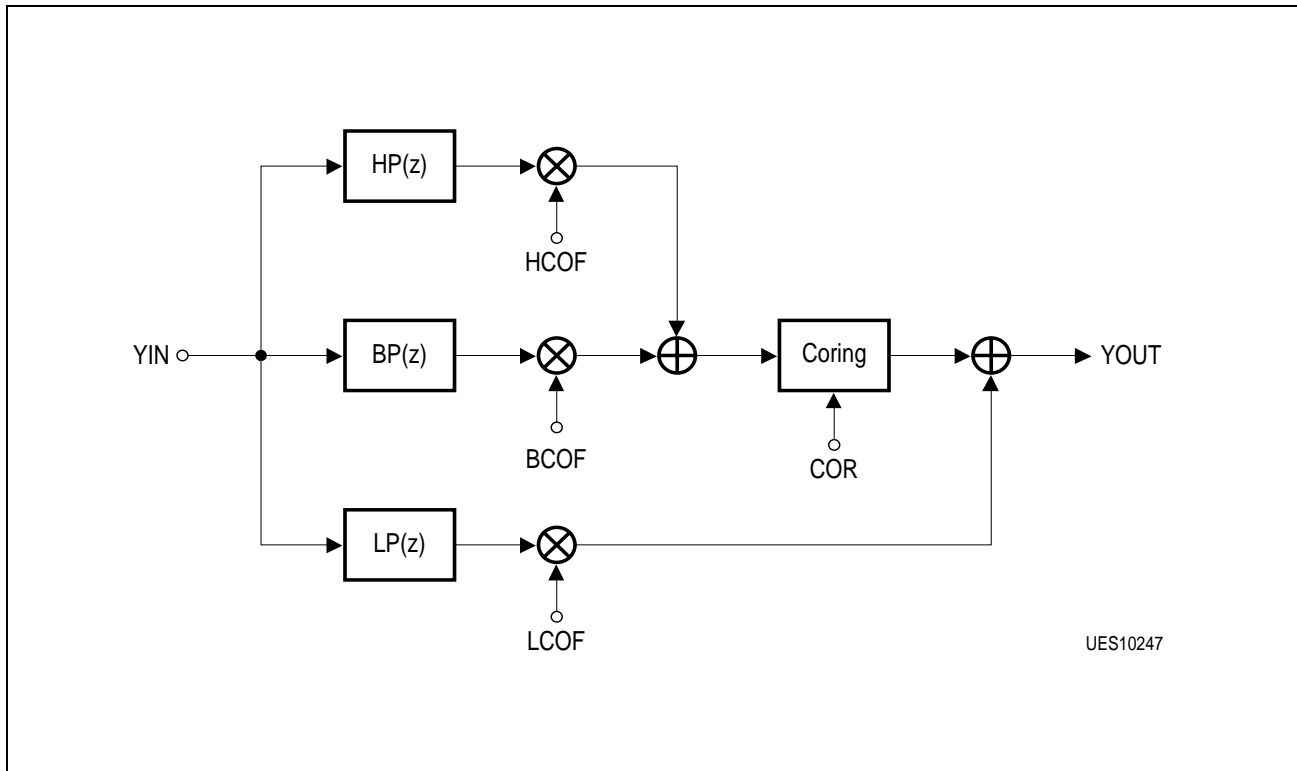 HP(z)
HCOF
YIN
BP(z)
Coring
YOUT
BCOF
COR
LP(z)
LCOF
UES10247